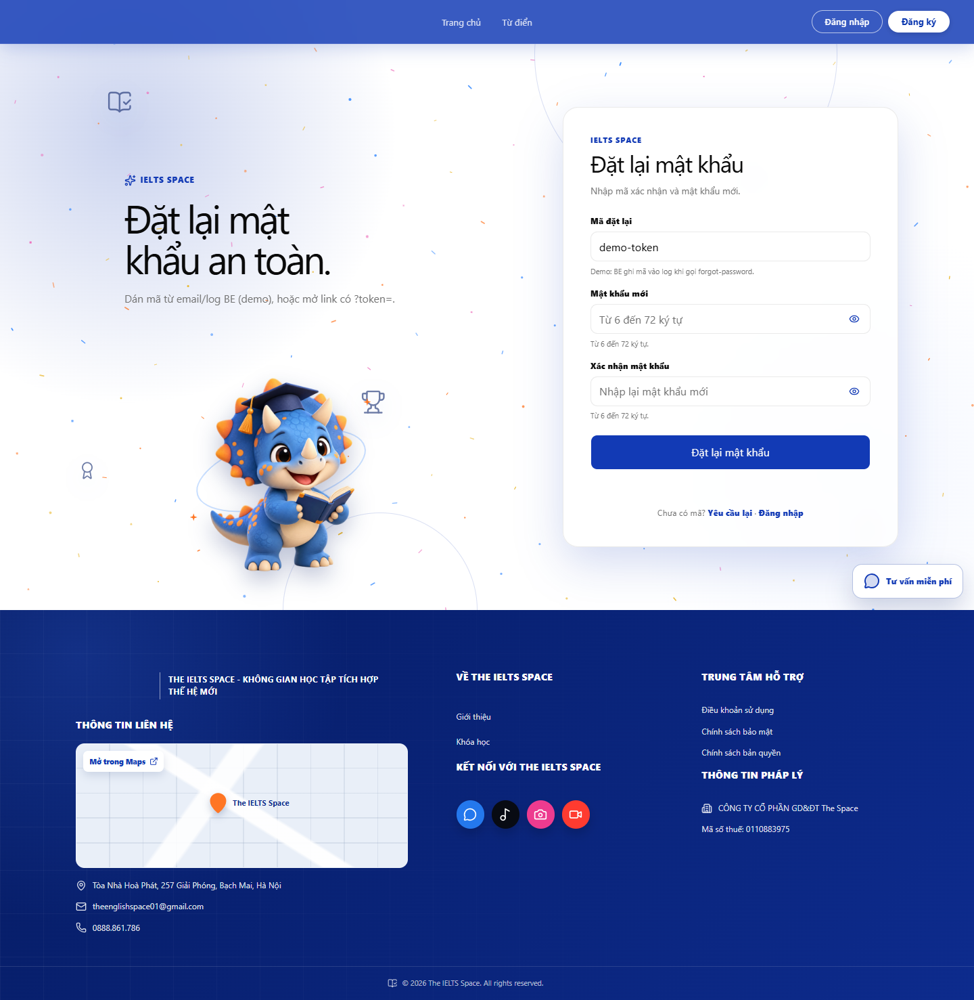 Trang chủ
Từ điển
Đăng nhập
Đăng ký
IELTS SPACE
Đặt lại mật
khẩu an toàn.
Dán mã từ email/log BE (demo), hoặc mở link có ?token=.
IELTS SPACE
Đặt lại mật khẩu
Nhập mã xác nhận và mật khẩu mới.
Mã đặt lại
demo-token
Demo: BE ghi mã vào log khi gọi forgot-password.
Mật khẩu mới
Từ 6 đến 72 ký tự
Từ 6 đến 72 ký tự.
Xác nhận mật khẩu
Nhập lại mật khẩu mới
Từ 6 đến 72 ký tự.
Đặt lại mật khẩu
Chưa có mã? Yêu cầu lại · Đăng nhập
Tư vấn miễn phí
THE IELTS SPACE - KHÔNG GIAN HỌC TẬP TÍCH HỢP
THẾ HỆ MỚI
THÔNG TIN LIÊN HỆ
Mở trong Maps
The IELTS Space
Tòa Nhà Hoà Phát, 257 Giải Phóng, Bạch Mai, Hà Nội
theenglishspace01@gmail.com
0888.861.786
VỀ THE IELTS SPACE
Giới thiệu
Khóa học
KẾT NỐI VỚI THE IELTS SPACE
TRUNG TÂM HỖ TRỢ
Điều khoản sử dụng
Chính sách bảo mật
Chính sách bản quyền
THÔNG TIN PHÁP LÝ
CÔNG TY CỔ PHẦN GD&ĐT The Space
Mã số thuế: 0110883975
© 2026 The IELTS Space. All rights reserved.